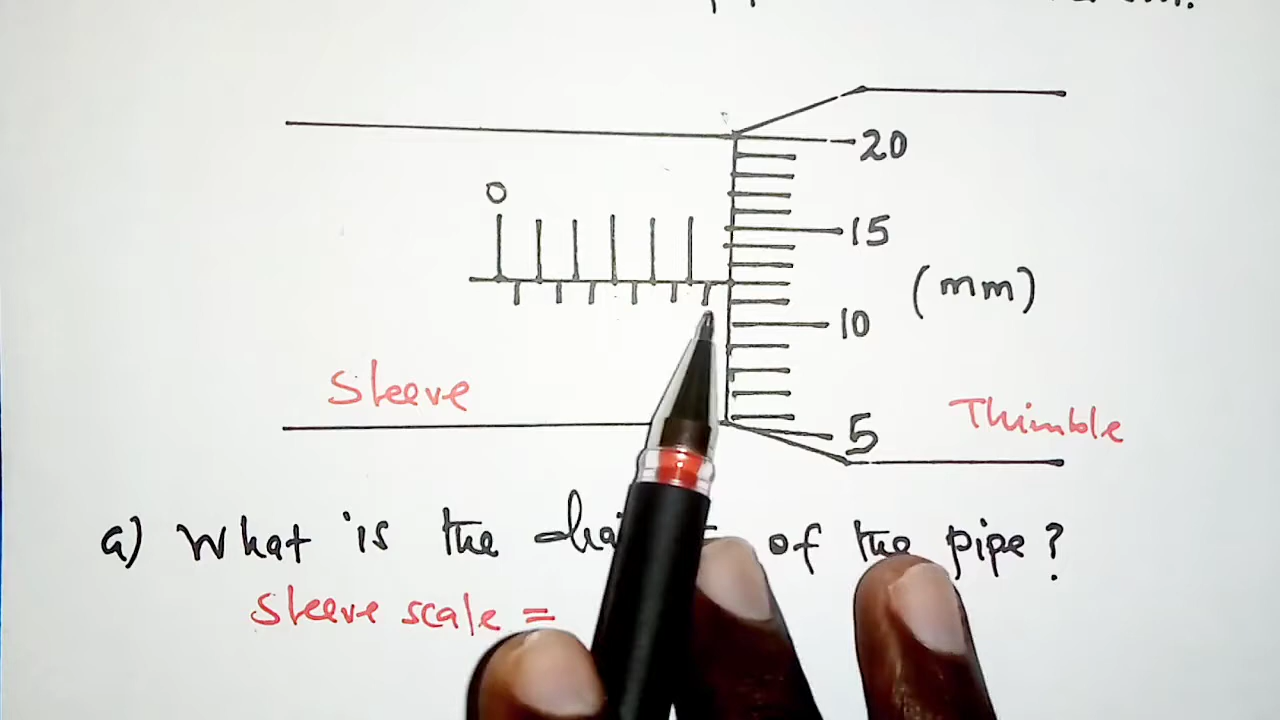 20
0
15
(mm)
10
Sleeve
Thimble
5
a) What is the of the pipe?
Sleeve scale =